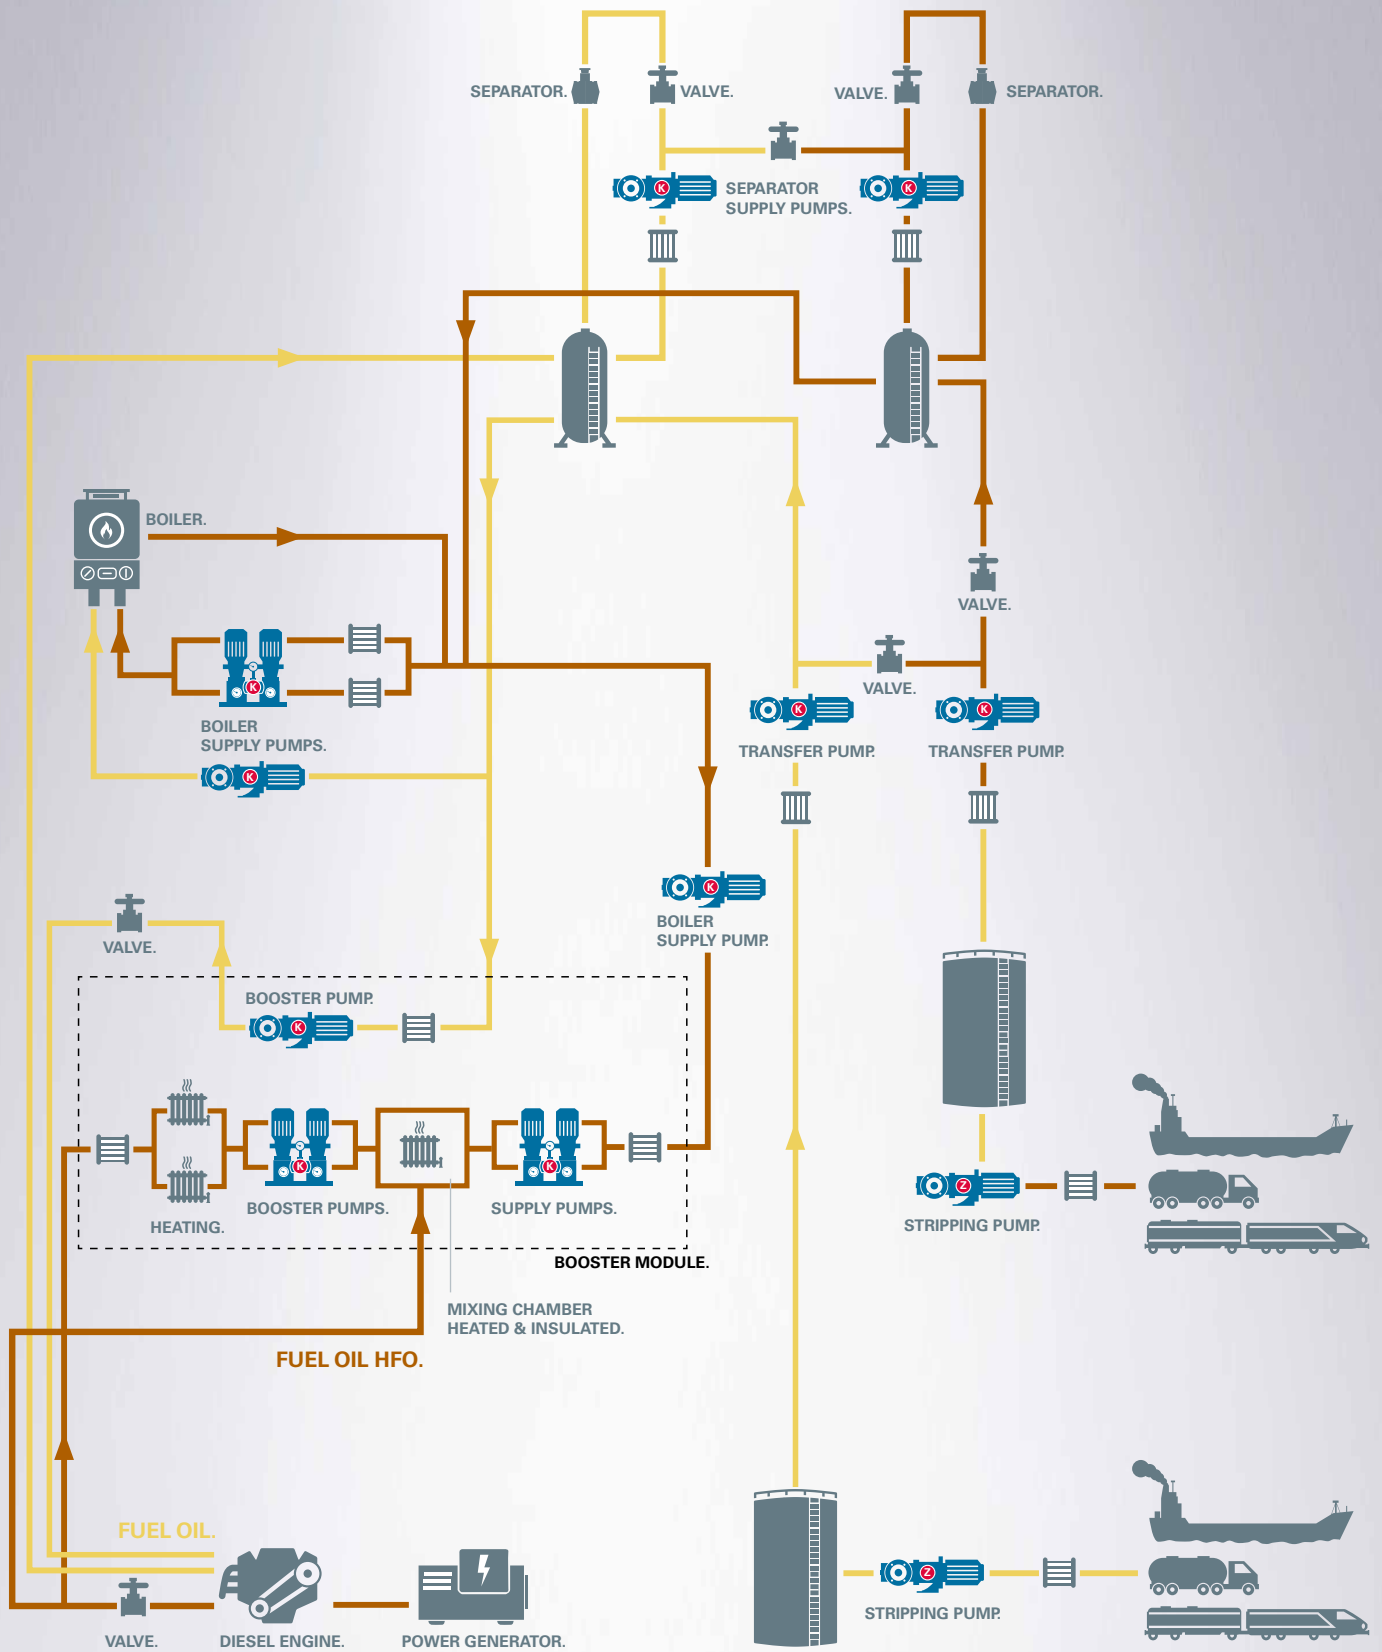 SEPARATOR.
VALVE.
VALVE.
SEPARATOR.
K
SEPARATOR
SUPPLY PUMPS.
K
BOILER.
K
BOILER
SUPPLY PUMPS.
K
VALVE.
VALVE.
K
TRANSFER PUMP.
K
TRANSFER PUMP.
K
BOILER
SUPPLY PUMP.
VALVE.
BOOSTER PUMP.
K
HEATING.
K
BOOSTER PUMPS.
K
SUPPLY PUMPS.
BOOSTER MODULE.
MIXING CHAMBER
HEATED & INSULATED.
Z
STRIPPING PUMP.
FUEL OIL HFO.
FUEL OIL.
VALVE.
DIESEL ENGINE.
POWER GENERATOR.
Z
STRIPPING PUMP.